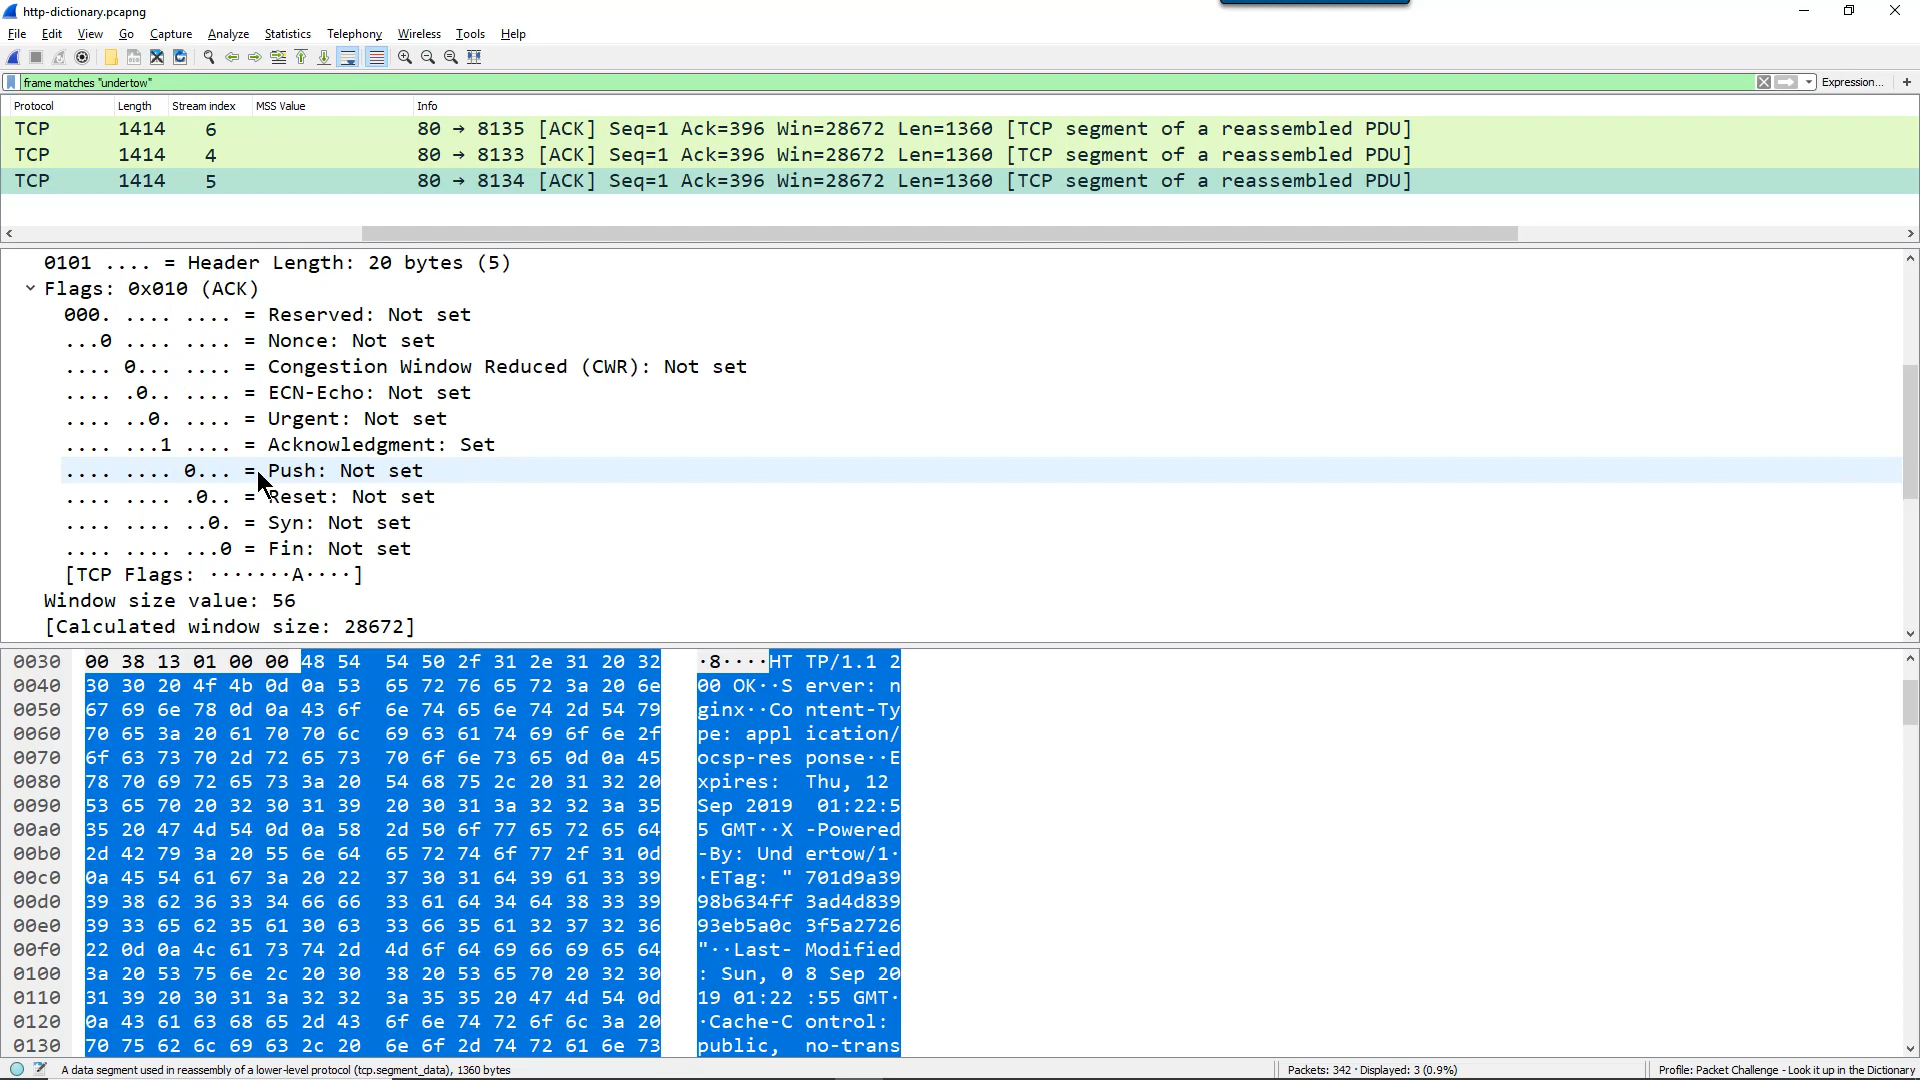 http-dictionary.pcapng
File Edit View Go Capture Analyze Statistics Telephony Wireless Tools Help
frame matches "undertow" Expression... +
Protocol Length Stream index MSS Value Info
TCP 1414 6 80 → 8135 [ACK] Seq=1 Ack=396 Win=28672 Len=1360 [TCP segment of a reassembled PDU]
TCP 1414 4 80 → 8133 [ACK] Seq=1 Ack=396 Win=28672 Len=1360 [TCP segment of a reassembled PDU]
TCP 1414 5 80 → 8134 [ACK] Seq=1 Ack=396 Win=28672 Len=1360 [TCP segment of a reassembled PDU]
0101 .... = Header Length: 20 bytes (5)
Flags: 0x010 (ACK)
000. .... .... = Reserved: Not set
...0 .... .... = Nonce: Not set
.... 0... .... = Congestion Window Reduced (CWR): Not set
.... .0.. .... = ECN-Echo: Not set
.... ..0. .... = Urgent: Not set
.... ...1 .... = Acknowledgment: Set
.... .... 0... = Push: Not set
.... .... .0.. = Reset: Not set
.... .... ..0. = Syn: Not set
.... .... ...0 = Fin: Not set
[TCP Flags: ·······A····]
Window size value: 56
[Calculated window size: 28672]
0030 00 38 13 01 00 00 48 54 54 50 2f 31 2e 31 20 32 ·8····HT TP/1.1 2
0040 30 30 20 4f 4b 0d 0a 53 65 72 76 65 72 3a 20 6e 00 OK··S erver: n
0050 67 69 6e 78 0d 0a 43 6f 6e 74 65 6e 74 2d 54 79 ginx··Co ntent-Ty
0060 70 65 3a 20 61 70 70 6c 69 63 61 74 69 6f 6e 2f pe: appl ication/
0070 6f 63 73 70 2d 72 65 73 70 6f 6e 73 65 0d 0a 45 ocsp-res ponse··E
0080 78 70 69 72 65 73 3a 20 54 68 75 2c 20 31 32 20 xpires: Thu, 12
0090 53 65 70 20 32 30 31 39 20 30 31 3a 32 32 3a 35 Sep 2019 01:22:5
00a0 35 20 47 4d 54 0d 0a 58 2d 50 6f 77 65 72 65 64 5 GMT··X -Powered
00b0 2d 42 79 3a 20 55 6e 64 65 72 74 6f 77 2f 31 0d -By: Und ertow/1·
00c0 0a 45 54 61 67 3a 20 22 37 30 31 64 39 61 33 39 ·ETag: " 701d9a39
00d0 39 38 62 36 33 34 66 66 33 61 64 34 64 38 33 39 98b634ff 3ad4d839
00e0 39 33 65 62 35 61 30 63 33 66 35 61 32 37 32 36 93eb5a0c 3f5a2726
00f0 22 0d 0a 4c 61 73 74 2d 4d 6f 64 69 66 69 65 64 "··Last- Modified
0100 3a 20 53 75 6e 2c 20 30 38 20 53 65 70 20 32 30 : Sun, 0 8 Sep 20
0110 31 39 20 30 31 3a 32 32 3a 35 35 20 47 4d 54 0d 19 01:22 :55 GMT·
0120 0a 43 61 63 68 65 2d 43 6f 6e 74 72 6f 6c 3a 20 ·Cache-C ontrol:
0130 70 75 62 6c 69 63 2c 20 6e 6f 2d 74 72 61 6e 73 public, no-trans
A data segment used in reassembly of a lower-level protocol (tcp.segment_data), 1360 bytes Packets: 342 · Displayed: 3 (0.9%) Profile: Packet Challenge - Look it up in the Dictionary